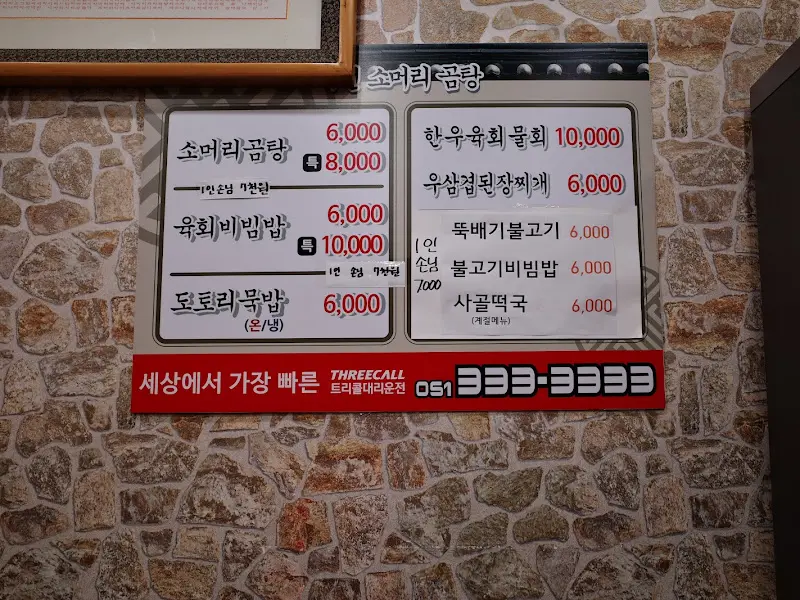 소머리 곰탕
소머리곰탕 6,000
특 8,000
1인손님 7천원
육회비빔밥 6,000
특 10,000
1인 손님 7천원
도토리묵밥 6,000
(온/냉)
한우육회물회 10,000
우삼겹된장찌개 6,000
1인
손님
7.000
뚝배기불고기 6,000
불고기비빔밥 6,000
사골떡국 6,000
(계절메뉴)
세상에서 가장 빠른 THREECALL
트리콜대리운전 051 333-3333